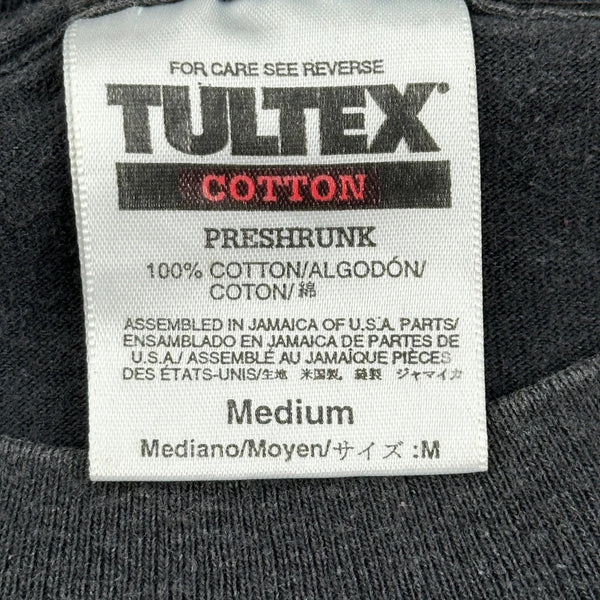 FOR CARE SEE REVERSE
TULTEX®
COTTON
PRESHRUNK
100% COTTON/ALGODÓN/
COTON/綿
ASSEMBLED IN JAMAICA OF U.S.A. PARTS/
ENSAMBLADO EN JAMAICA DE PARTES DE
U.S.A./ ASSEMBLÉ AU JAMAÏQUE PIÈCES
DES ÉTATS-UNIS/生地 米国製, 縫製 ジャマイカ
Medium
Mediano/Moyen/サイズ :M